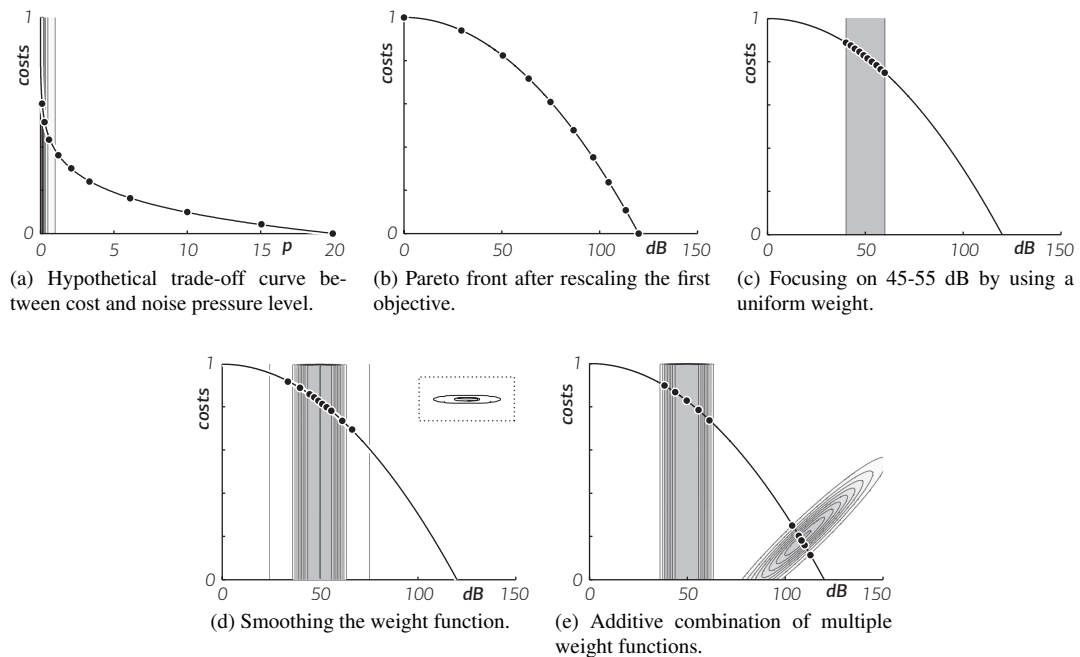 1
costs
0
0
5
10
15
20
p
(a) Hypothetical trade-off curve be-
tween cost and noise pressure level.
1
costs
0
0
50
100
150
dB
(b) Pareto front after rescaling the first
objective.
1
costs
0
0
50
100
150
dB
(c) Focusing on 45-55 dB by using a
uniform weight.
1
costs
0
0
50
100
150
dB
(d) Smoothing the weight function.
1
costs
0
0
50
100
150
dB
(e) Additive combination of multiple
weight functions.